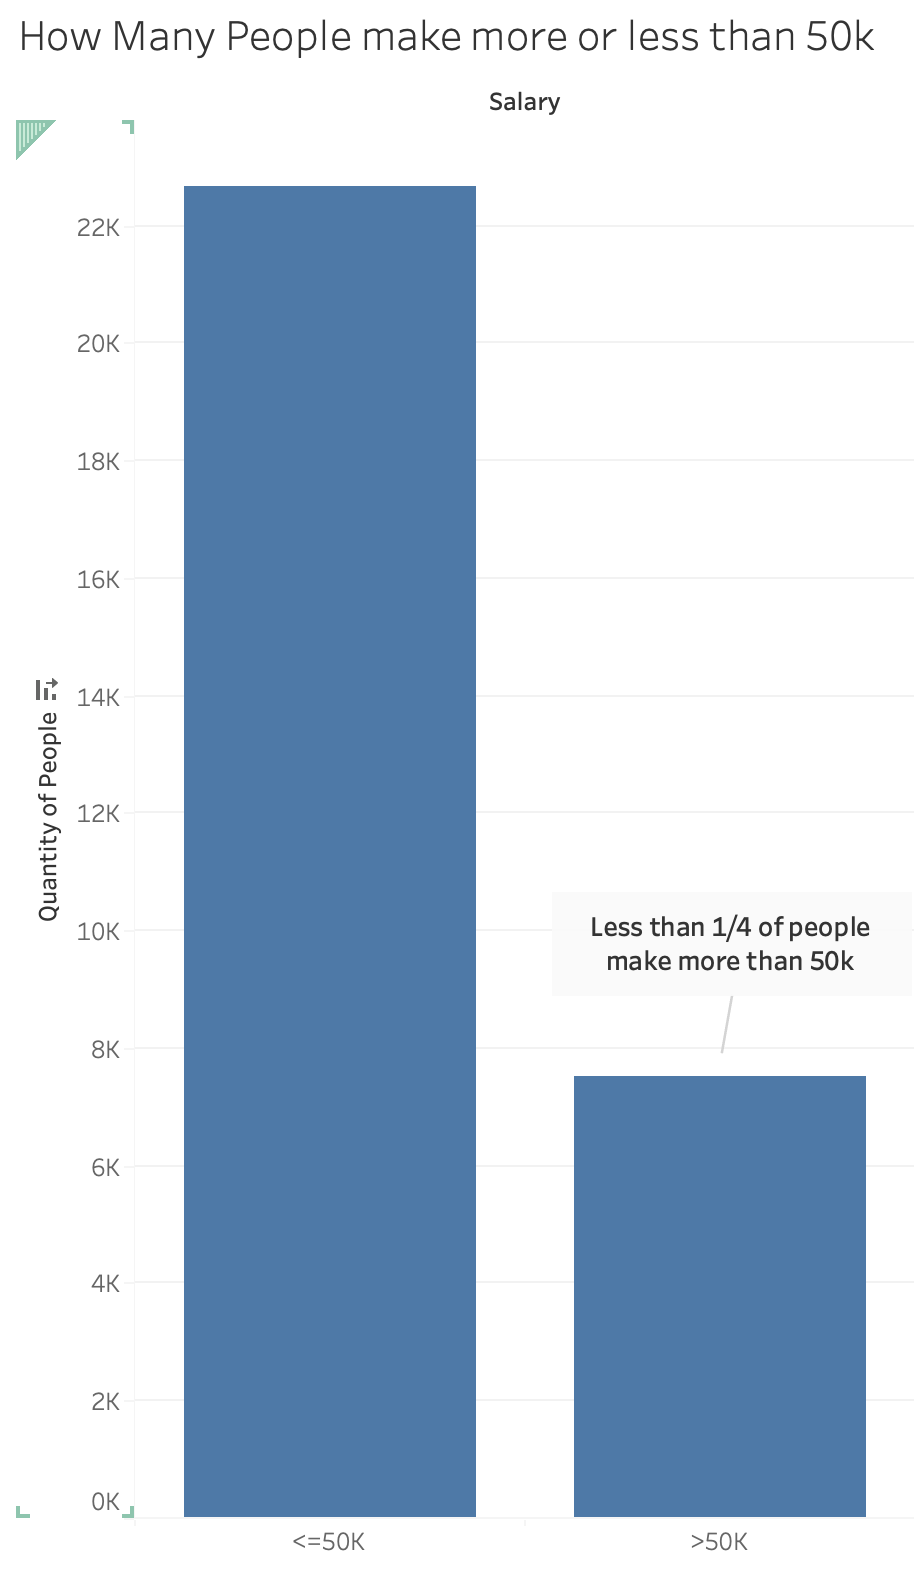 How Many People make more or less than 50k
Salary
22K
20K
18K
16K
14K
12K
10K
8K
6K
4K
2K
0K
Quantity of People
Less than 1/4 of people
make more than 50k
<=50K
>50K